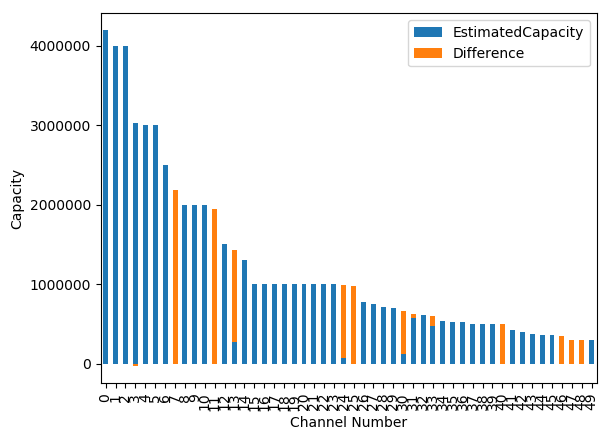 EstimatedCapacity
Difference
4000000
3000000
2000000
1000000
0
Capacity
0 1 2 3 4 5 6 7 8 9 10 11 12 13 14 15 16 17 18 19 20 21 22 23 24 25 26 27 28 29 30 31 32 33 34 35 36 37 38 39 40 41 42 43 44 45 46 47 48 49
Channel Number